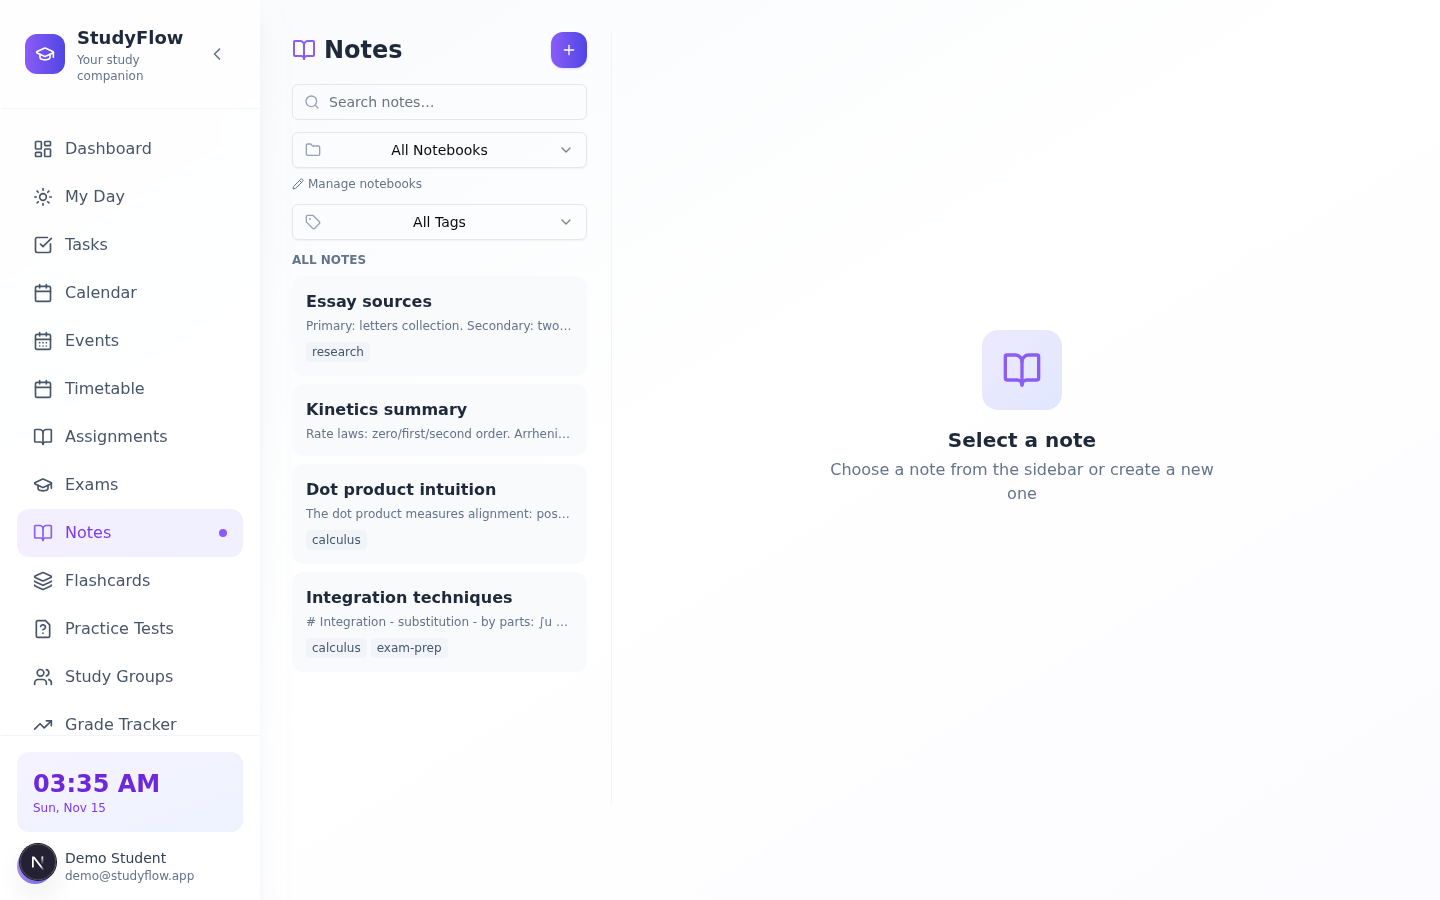 StudyFlow
Your study
companion
Dashboard
My Day
Tasks
Calendar
Events
Timetable
Assignments
Exams
Notes
Flashcards
Practice Tests
Study Groups
Grade Tracker
03:35 AM
Sun, Nov 15
N
Demo Student
demo@studyflow.app
Notes
Search notes...
All Notebooks
Manage notebooks
All Tags
ALL NOTES
Essay sources
Primary: letters collection. Secondary: two...
research
Kinetics summary
Rate laws: zero/first/second order. Arrheni...
Dot product intuition
The dot product measures alignment: pos...
calculus
Integration techniques
# Integration - substitution - by parts: ∫u ...
calculus exam-prep
Select a note
Choose a note from the sidebar or create a new
one